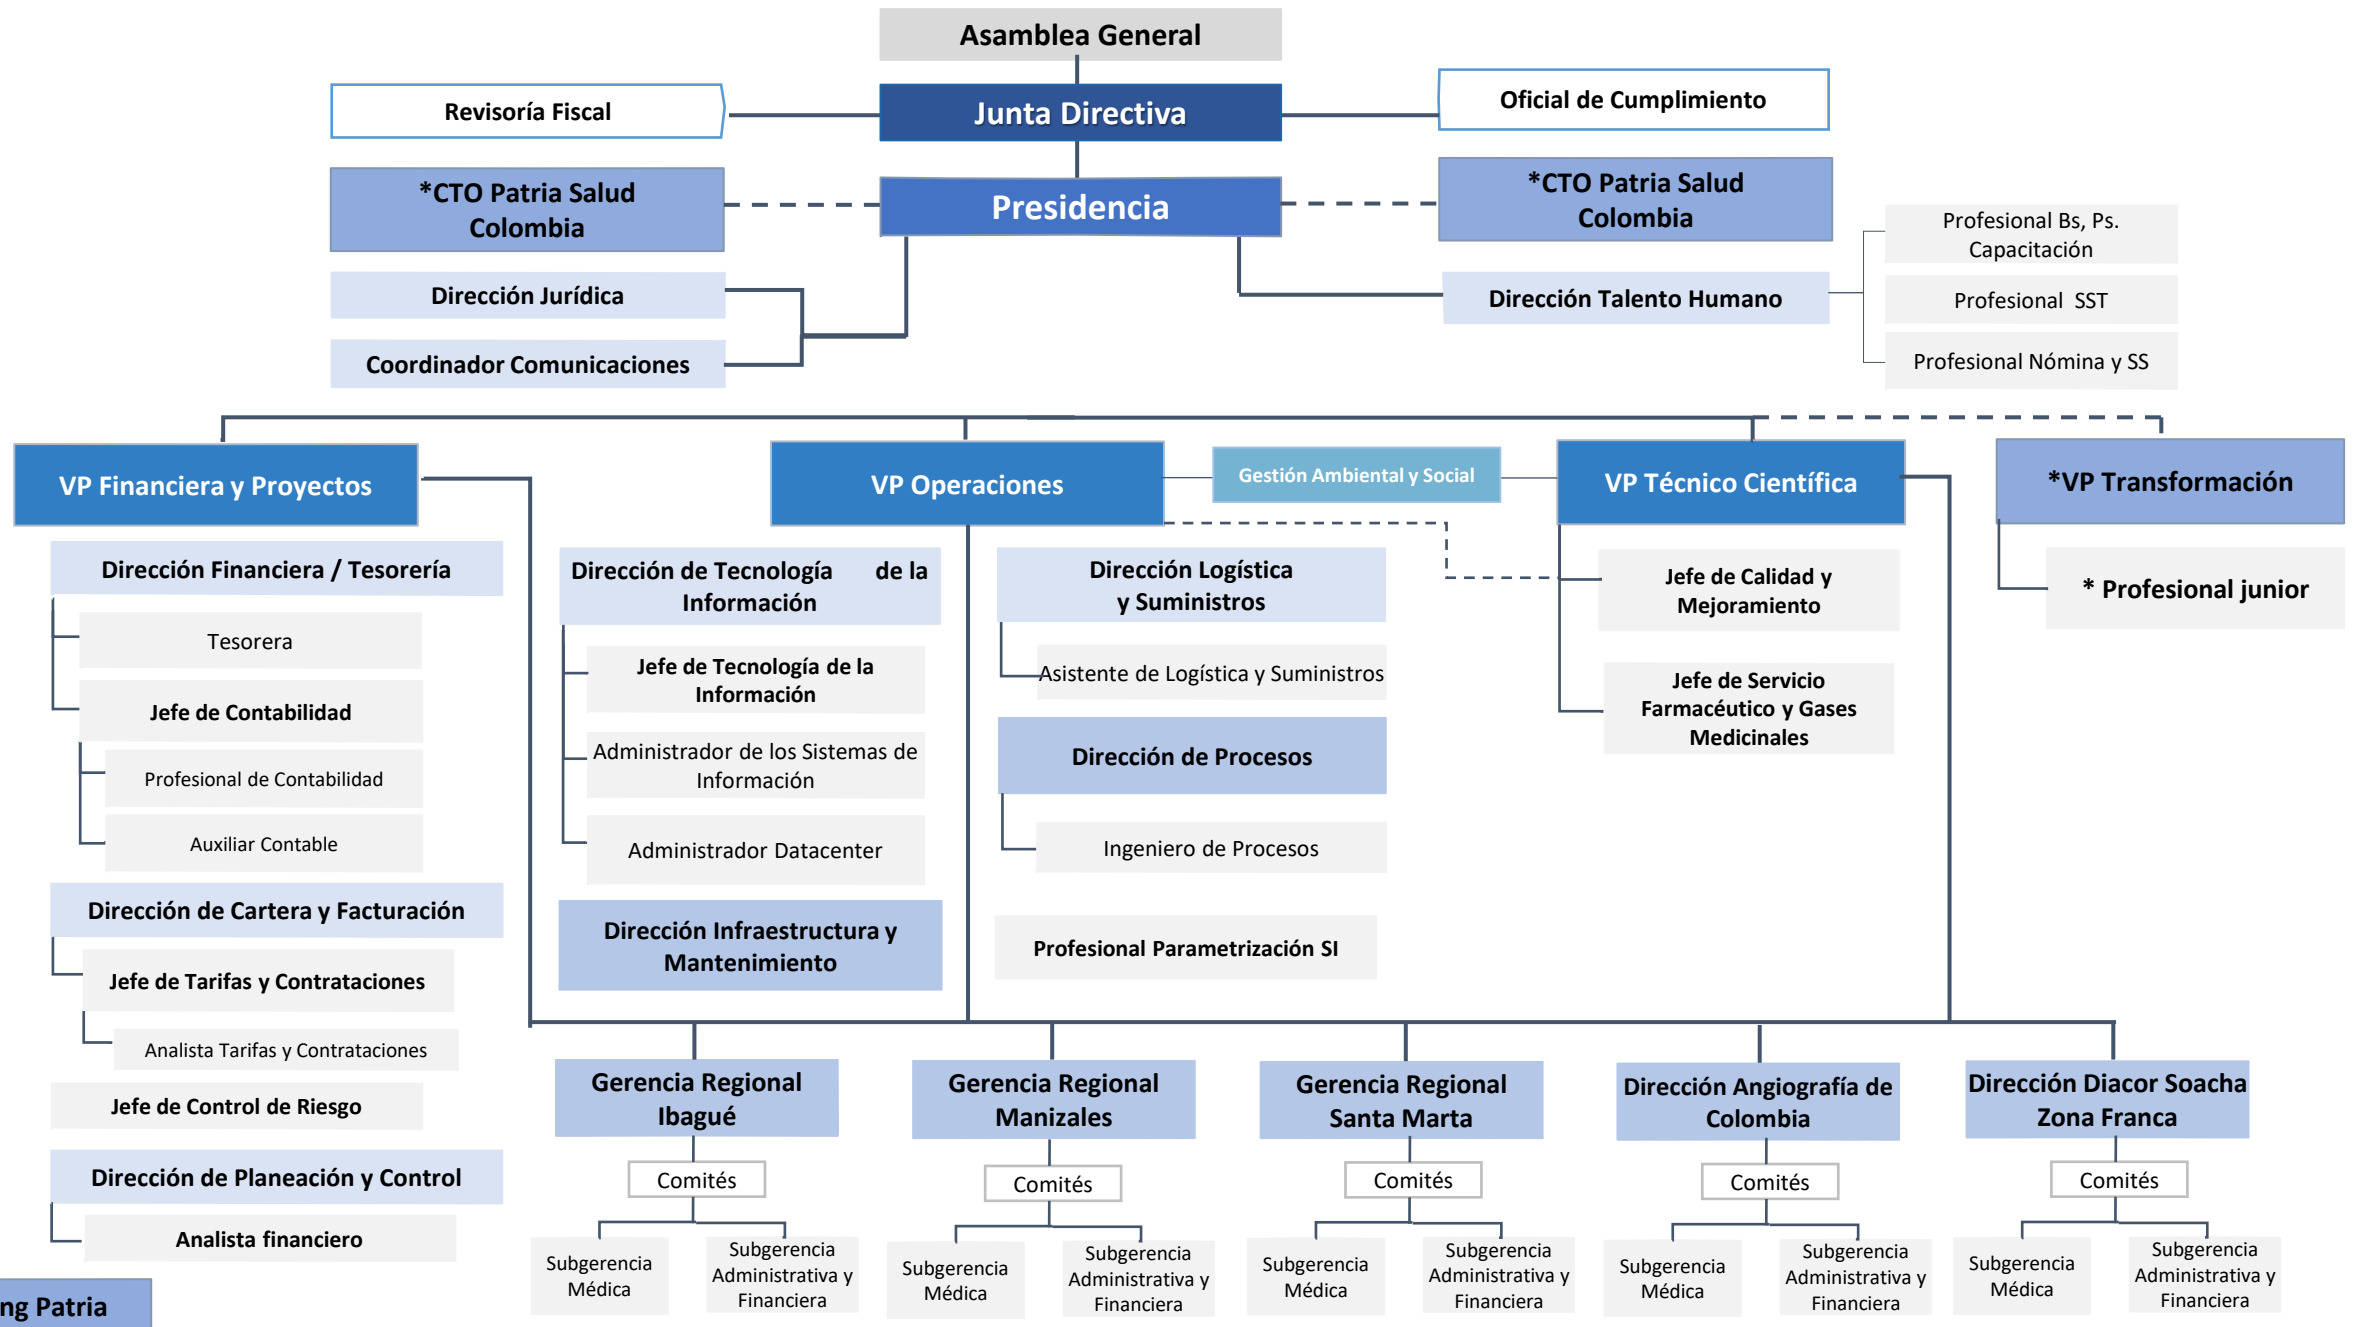 Asamblea General
Revisoría Fiscal
Junta Directiva
Oficial de Cumplimiento
*CTO Patria Salud
Colombia
Presidencia
*CTO Patria Salud
Colombia
Profesional Bs, Ps.
Capacitación
Dirección Jurídica
Dirección Talento Humano
Profesional SST
Coordinador Comunicaciones
Profesional Nómina y SS
VP Financiera y Proyectos
VP Operaciones
Gestión Ambiental y Social
VP Técnico Científica
*VP Transformación
Dirección Financiera / Tesorería
Tesorera
Jefe de Contabilidad
Profesional de Contabilidad
Auxiliar Contable
Dirección de Cartera y Facturación
Jefe de Tarifas y Contrataciones
Analista Tarifas y Contrataciones
Jefe de Control de Riesgo
Dirección de Planeación y Control
Analista financiero
Dirección de Tecnología de la
Información
Jefe de Tecnología de la
Información
Administrador de los Sistemas de
Información
Administrador Datacenter
Dirección Infraestructura y
Mantenimiento
Dirección Logística
y Suministros
Asistente de Logística y Suministros
Dirección de Procesos
Ingeniero de Procesos
Profesional Parametrización SI
Jefe de Calidad y
Mejoramiento
Jefe de Servicio
Farmacéutico y Gases
Medicinales
* Profesional junior
Gerencia Regional
Ibagué
Comités
Subgerencia
Médica
Subgerencia
Administrativa y
Financiera
Gerencia Regional
Manizales
Comités
Subgerencia
Médica
Subgerencia
Administrativa y
Financiera
Gerencia Regional
Santa Marta
Comités
Subgerencia
Médica
Subgerencia
Administrativa y
Financiera
Dirección Angiografía de
Colombia
Comités
Subgerencia
Médica
Subgerencia
Administrativa y
Financiera
Dirección Diacor Soacha
Zona Franca
Comités
Subgerencia
Médica
Subgerencia
Administrativa y
Financiera
ng Patria